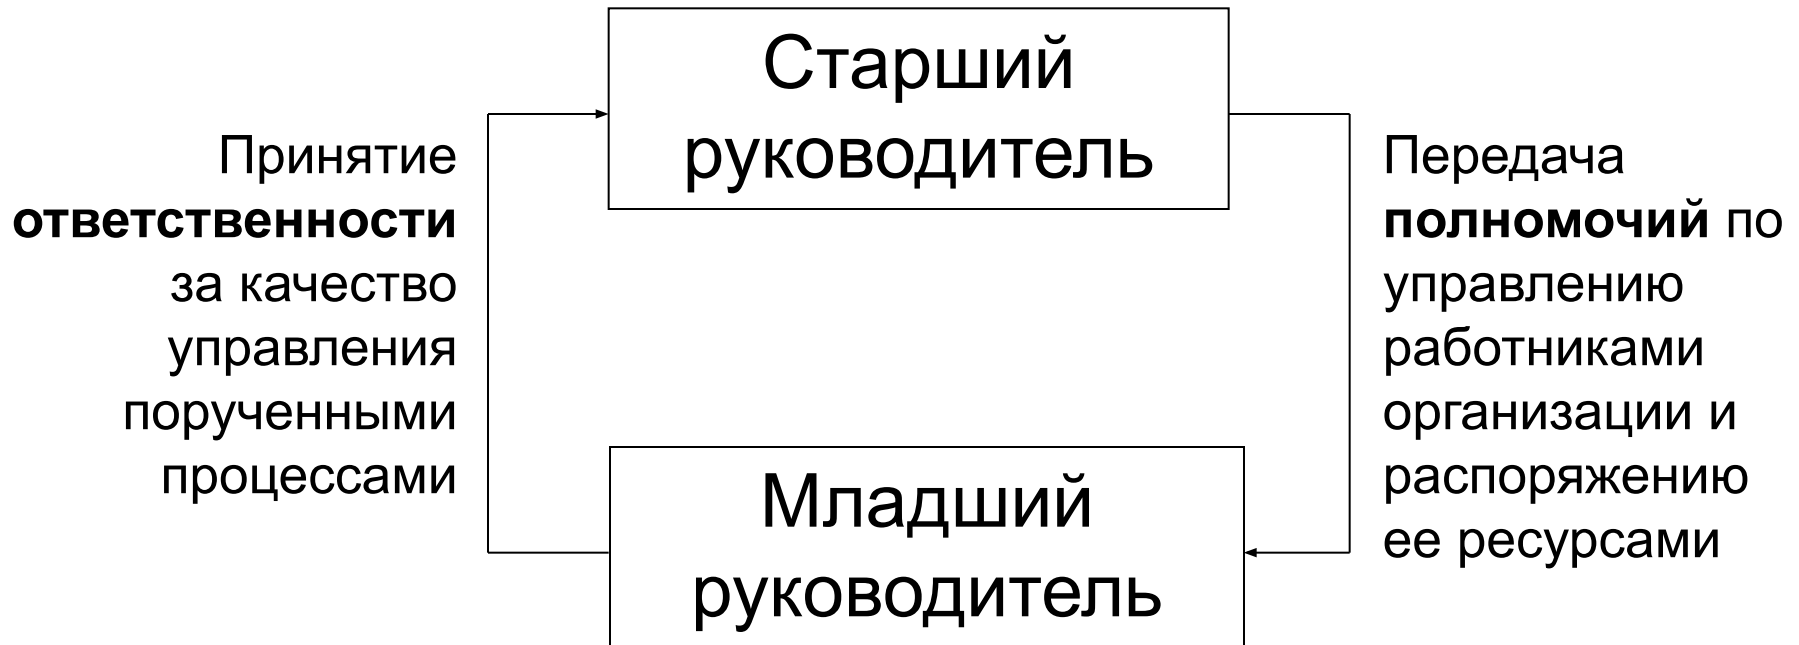 Старший
руководитель
Принятие
ответственности
за качество
управления
порученными
процессами
Передача
полномочий по
управлению
работниками
организации и
распоряжению
ее ресурсами
Младший
руководитель